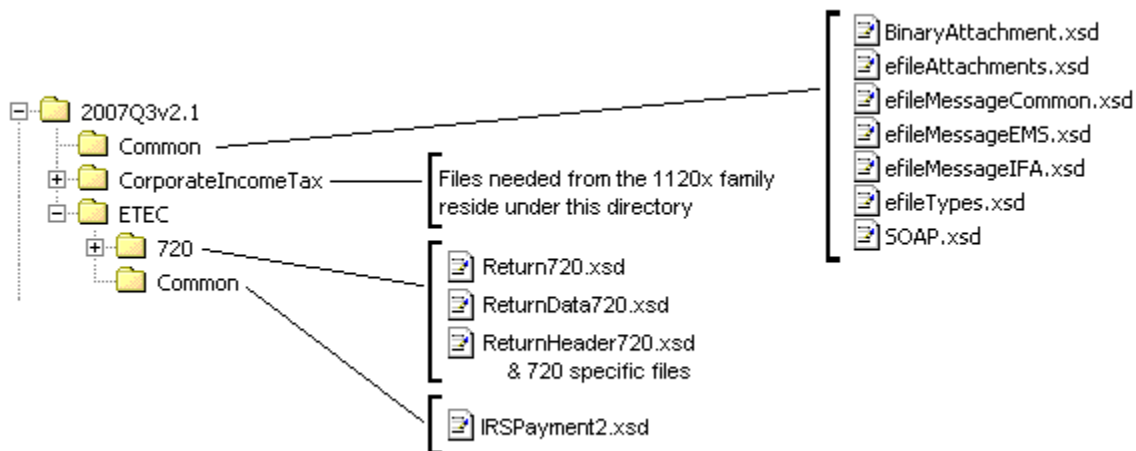 2007Q3v2.1
Common
CorporateIncomeTax
ETEC
720
Common
BinaryAttachment.xsd
efileAttachments.xsd
efileMessageCommon.xsd
efileMessageEMS.xsd
efileMessageIFA.xsd
efileTypes.xsd
SOAP.xsd
Files needed from the 1120x family
reside under this directory
Return720.xsd
ReturnData720.xsd
ReturnHeader720.xsd
& 720 specific files
IRSPayment2.xsd